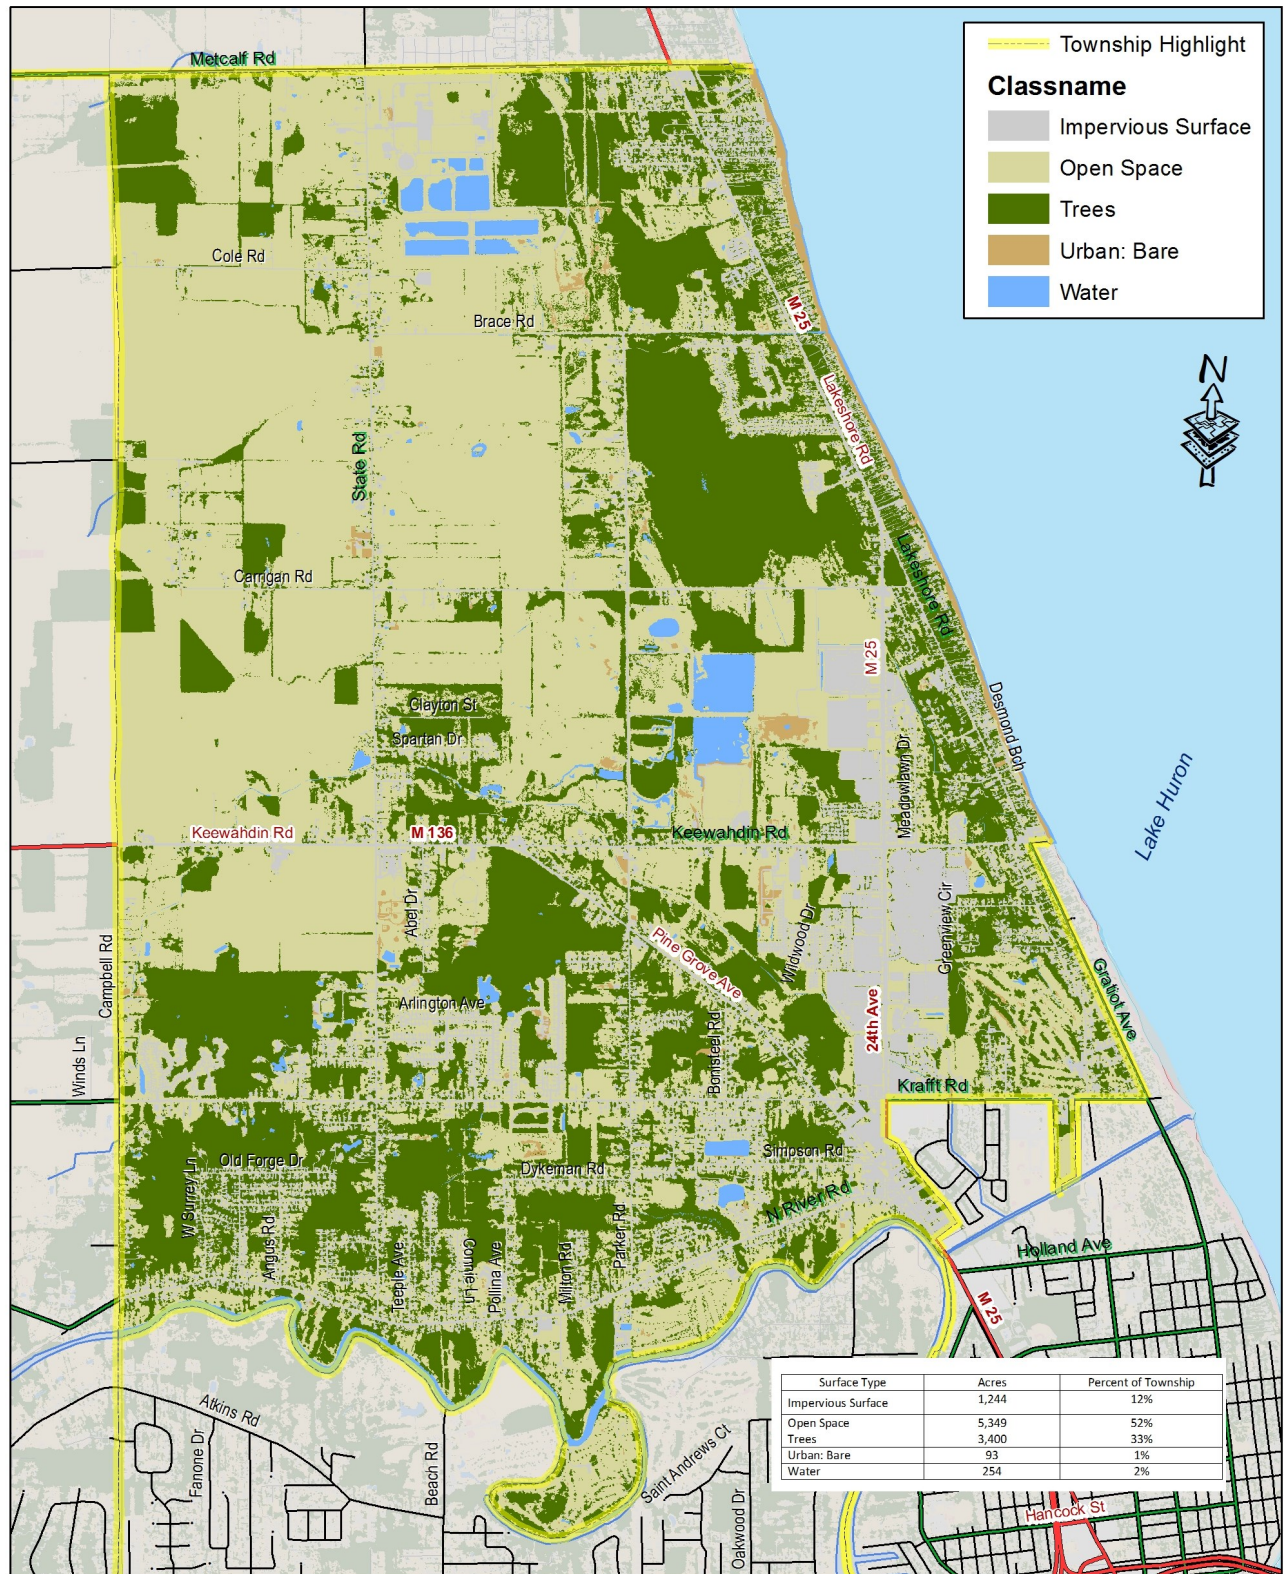 Metcalf Rd
Township Highlight
Classname
Impervious Surface
Open Space
Trees
Urban: Bare
Water
Cole Rd
Brace Rd
M 25
N
Lakeshore Rd
State Rd
Carrigan Rd
Lakeshore Rd
M 25
Clayton St
Spartan Dr
Desmond Bch
Meadowlawn Dr
Lake Huron
Keewahdin Rd
M 136
Keewahdin Rd
Abel Dr
Wildwood Dr
Greenview Cir
Pine Grove Ave
Campbell Rd
Arlington Ave
Gratiot Ave
24th Ave
Winds Ln
Bonisteel Rd
Krafft Rd
Old Forge Dr
Dykeman Rd
Simpson Rd
W Surrey Ln
N River Rd
Angus Rd
Teeple Ave
Connie Ln
Pollina Ave
Milton Rd
Parker Rd
Holland Ave
M 25
Atkins Rd
Fanone Dr
Beach Rd
Saint Andrews Ct
Oakwood Dr
Surface Type Acres Percent of Township
Impervious Surface 1,244 12%
Open Space 5,349 52%
Trees 3,400 33%
Urban: Bare 93 1%
Water 254 2%
Hancock St